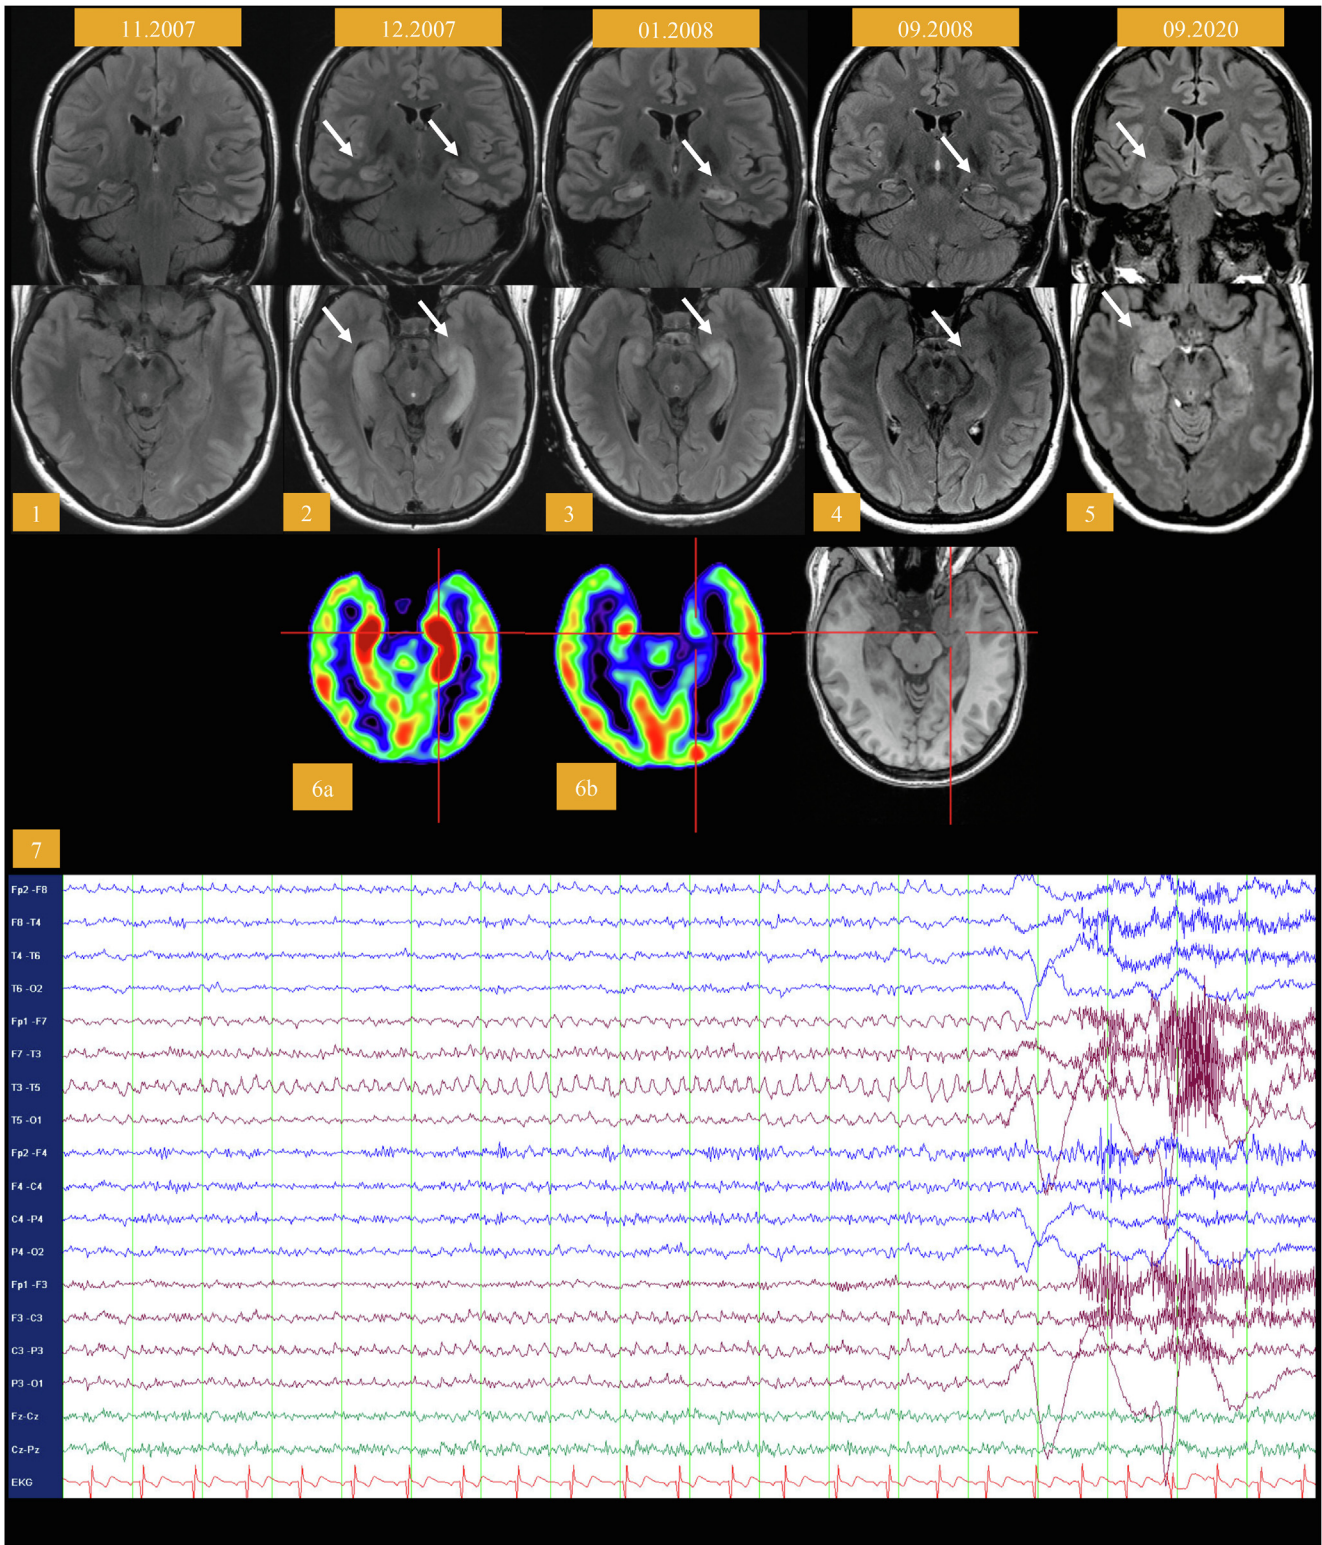 11.2007
12.2007
01.2008
09.2008
09.2020
1
2
3
4
5
6a
6b
7
Fp2-F8
F8-T4
T4-T6
T6-O2
Fp1-F7
F7-T3
T3-T5
T5-O1
Fp2-F4
F4-C4
C4-P4
P4-O2
Fp1-F3
F3-C3
C3-P3
P3-O1
Fz-Cz
Cz-Pz
EKG